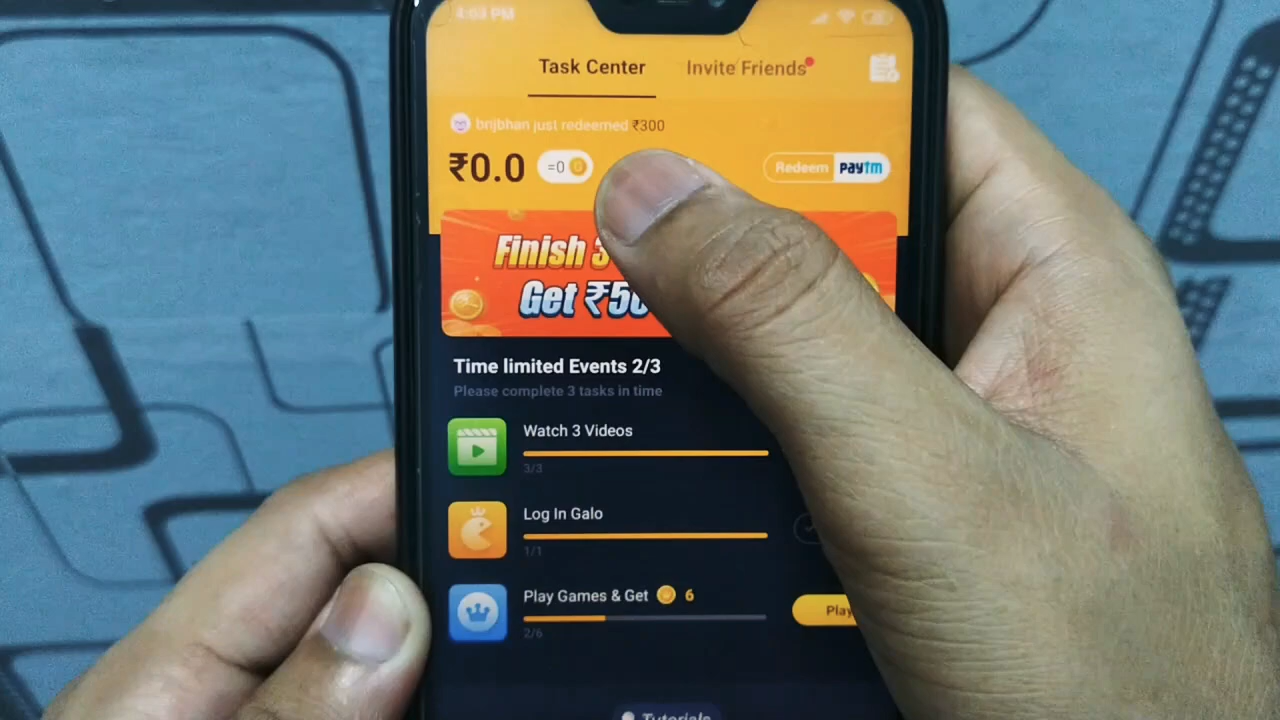 4:03 PM
Task Center
Invite Friends
brijbhan just redeemed ₹300
₹0.0
=0
Redeem paytm
Finish 3
Get ₹50
Time limited Events 2/3
Please complete 3 tasks in time
Watch 3 Videos
3/3
Log In Galo
1/1
Play Games & Get 6
2/6
Play
Tutorials